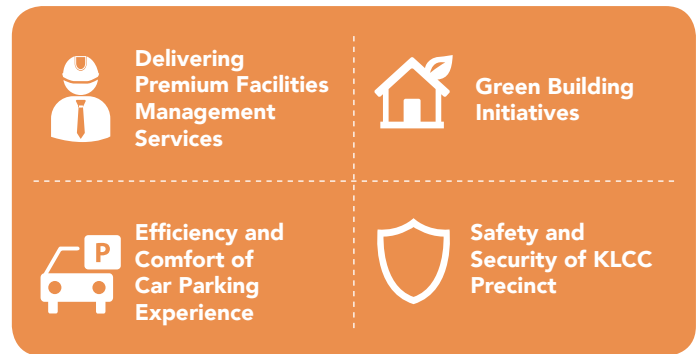 Delivering
Premium Facilities
Management
Services
Green Building
Initiatives
P
Efficiency and
Comfort of
Car Parking
Experience
Safety and
Security of KLCC
Precinct